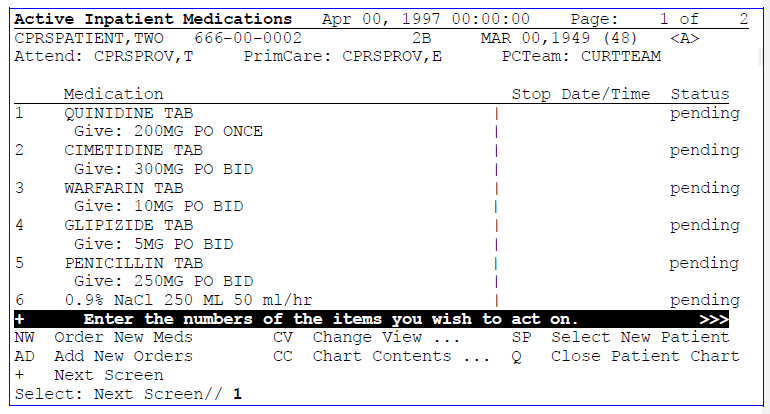 Active Inpatient Medications   Apr 00, 1997 00:00:00    Page:    1 of    2
CPRSPATIENT,TWO   666-00-0002           2B     MAR 00,1949 (48)   <A>
Attend: CPRSPROV,T     PrimCare: CPRSPROV,E      PCTeam: CURTTEAM
Medication                                   Stop Date/Time  Status
1    QUINIDINE TAB                              |                 pending
Give: 200MG PO ONCE                       |
2    CIMETIDINE TAB                             |                 pending
Give: 300MG PO BID                        |
3    WARFARIN TAB                               |                 pending
Give: 10MG PO BID                         |
4    GLIPIZIDE TAB                              |                 pending
Give: 5MG PO BID                          |
5    PENICILLIN TAB                             |                 pending
Give: 250MG PO BID                        |
6    0.9% NaCl 250 ML 50 ml/hr                  |                 pending
+      Enter the numbers of the items you wish to act on.            >>>
NW  Order New Meds        CV  Change View ...     SP  Select New Patient
AD  Add New Orders        CC  Chart Contents ...  Q   Close Patient Chart
+   Next Screen
Select: Next Screen// 1